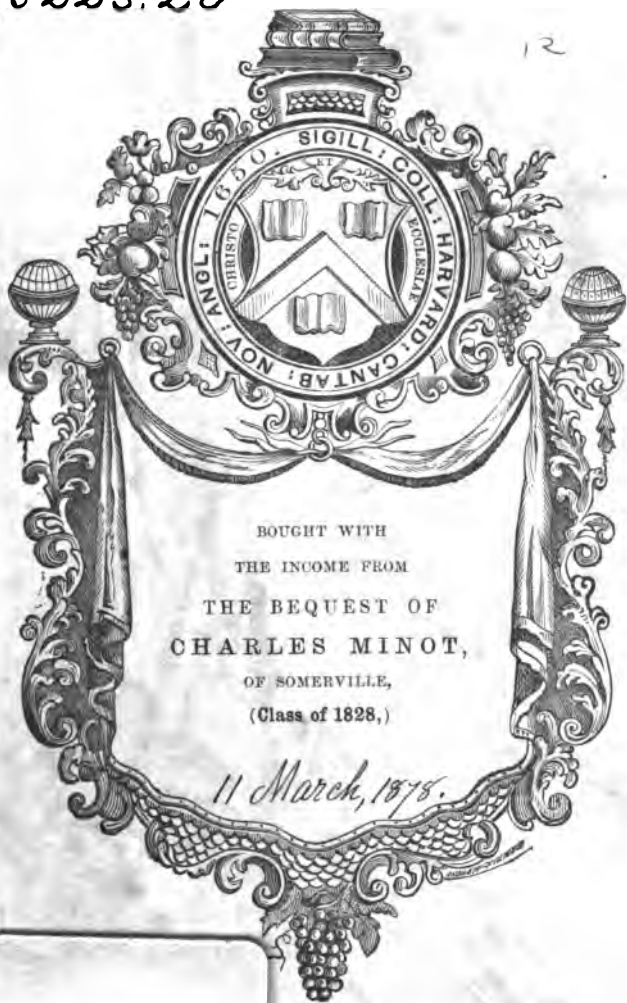 12
1650. SIGILL: COLL: HARVARD: CANTAB: NOV: ANGL:
ET
CHRISTO
ECCLESIAE
BOUGHT WITH
THE INCOME FROM
THE BEQUEST OF
CHARLES MINOT,
OF SOMERVILLE,
(Class of 1828,)
11 March, 1878.